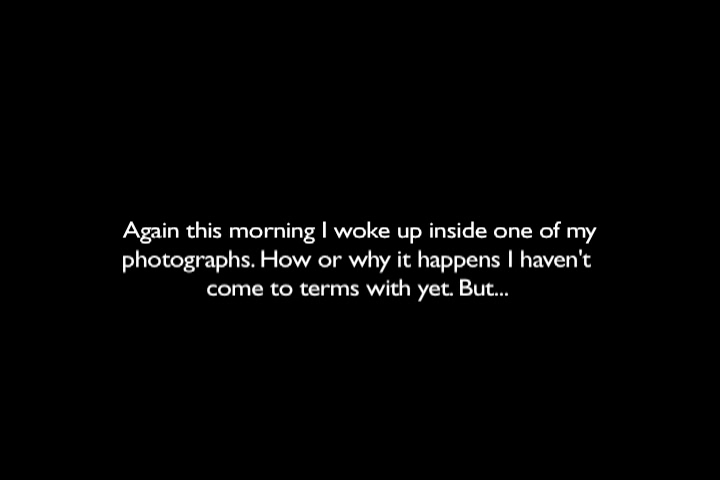 Again this morning I woke up inside one of my
photographs. How or why it happens I haven't
come to terms with yet. But...